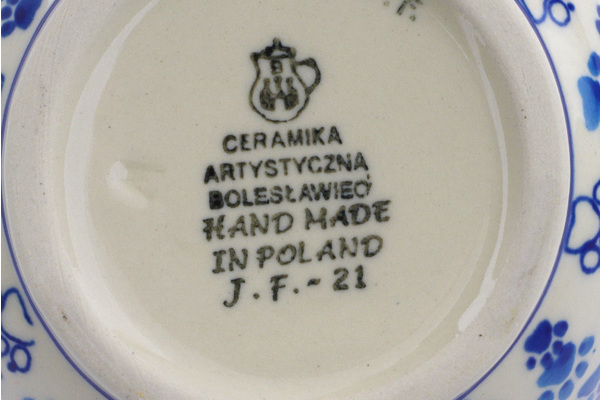 F.
CERAMIKA
ARTYSTYCZNA
BOLESŁAWIEC
HAND MADE
IN POLAND
J.F.-21